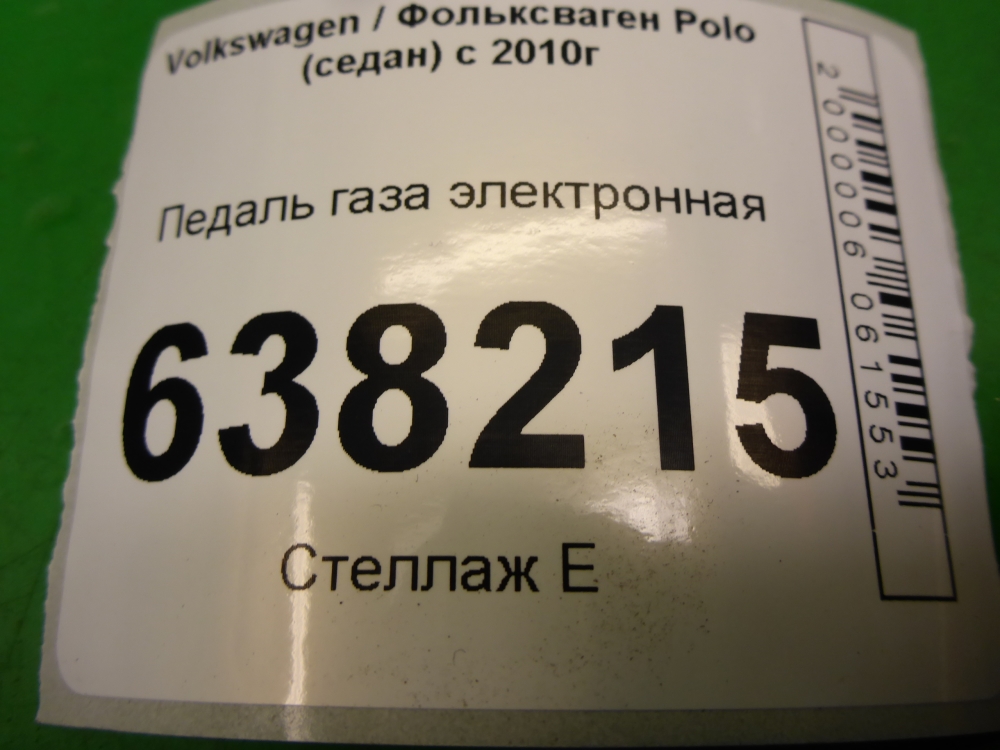 Volkswagen / Фольксваген Polo
(седан) с 2010г
Педаль газа электронная
638215
Стеллаж Е
2000006061553